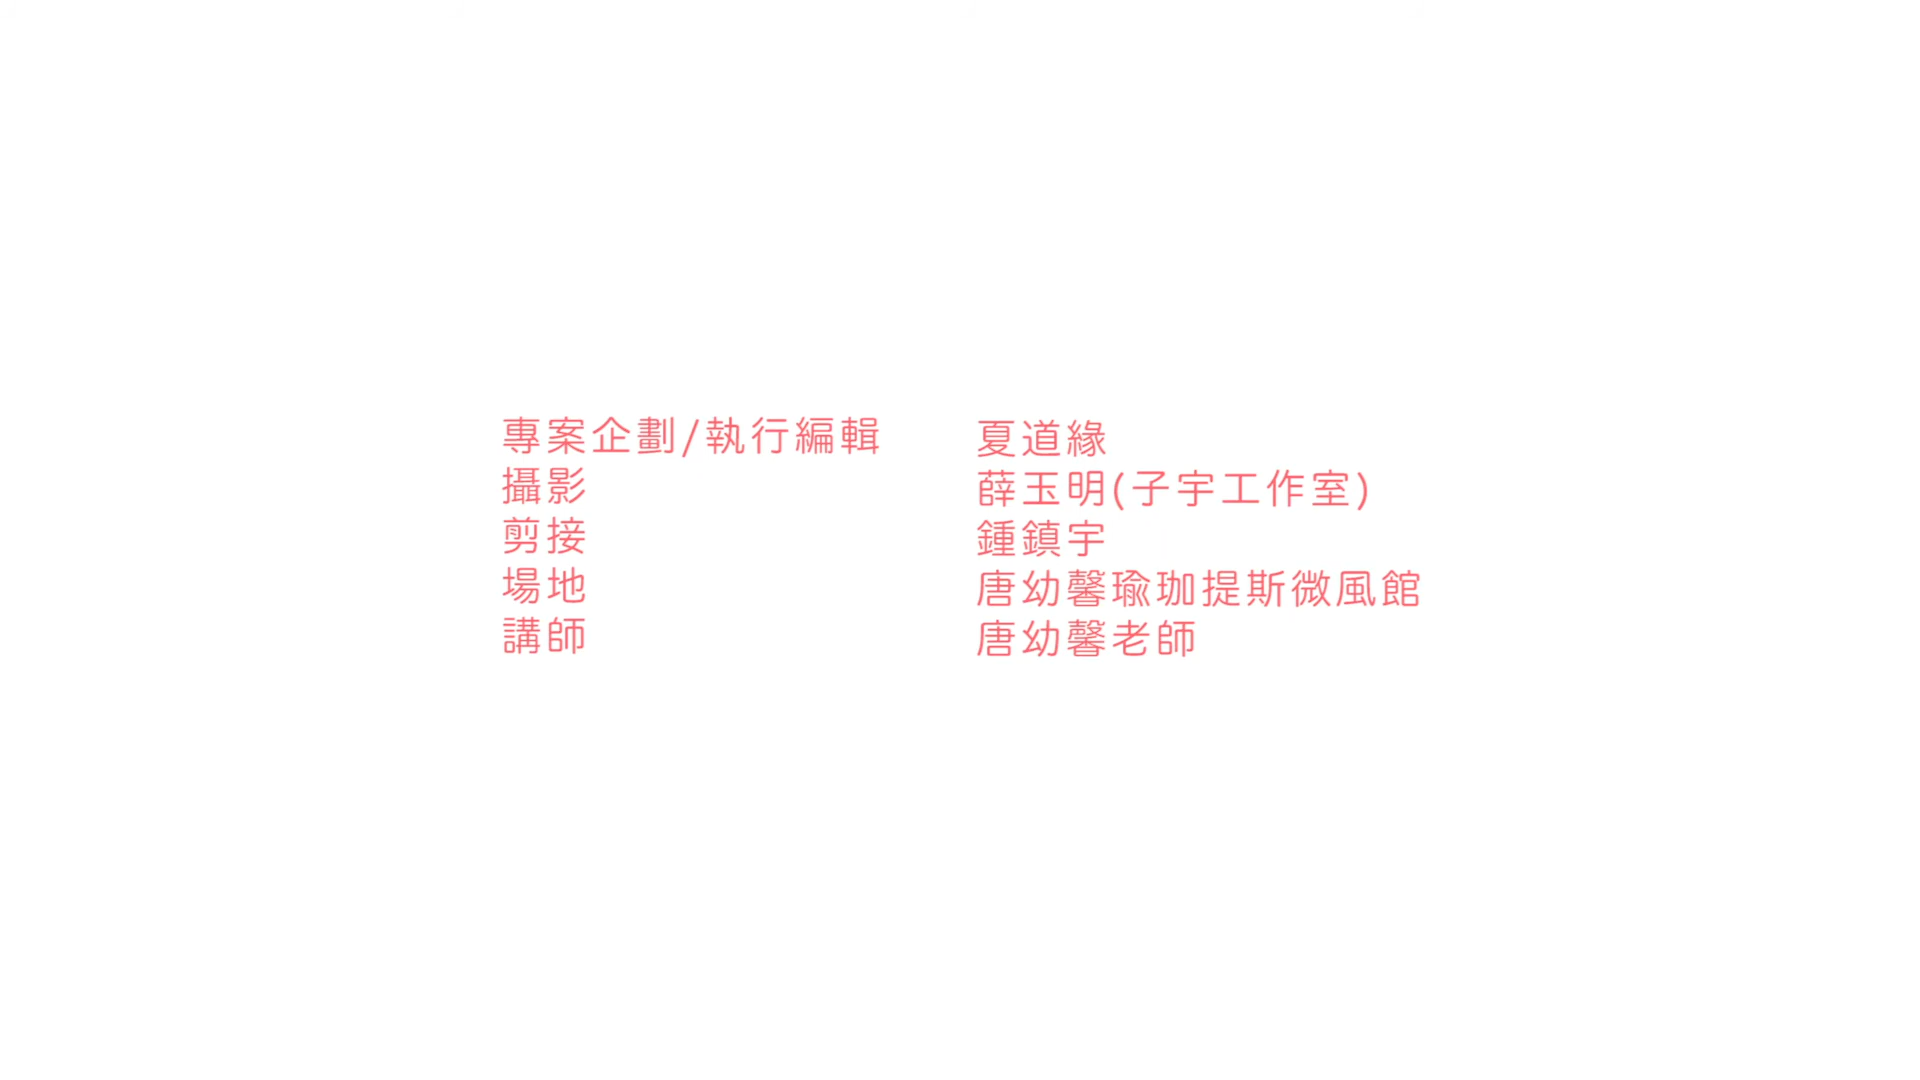 專案企劃/執行編輯 夏道緣
攝影 薛玉明(子宇工作室)
剪接 鍾鎮宇
場地 唐幼馨瑜珈提斯微風館
講師 唐幼馨老師